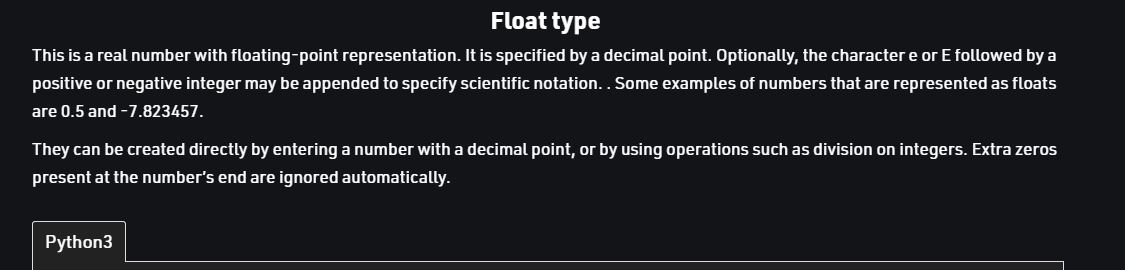 Float type
This is a real number with floating-point representation. It is specified by a decimal point. Optionally, the character e or E followed by a
positive or negative integer may be appended to specify scientific notation. . Some examples of numbers that are represented as floats
are 0.5 and -7.823457.
They can be created directly by entering a number with a decimal point, or by using operations such as division on integers. Extra zeros
present at the number's end are ignored automatically.
Python3